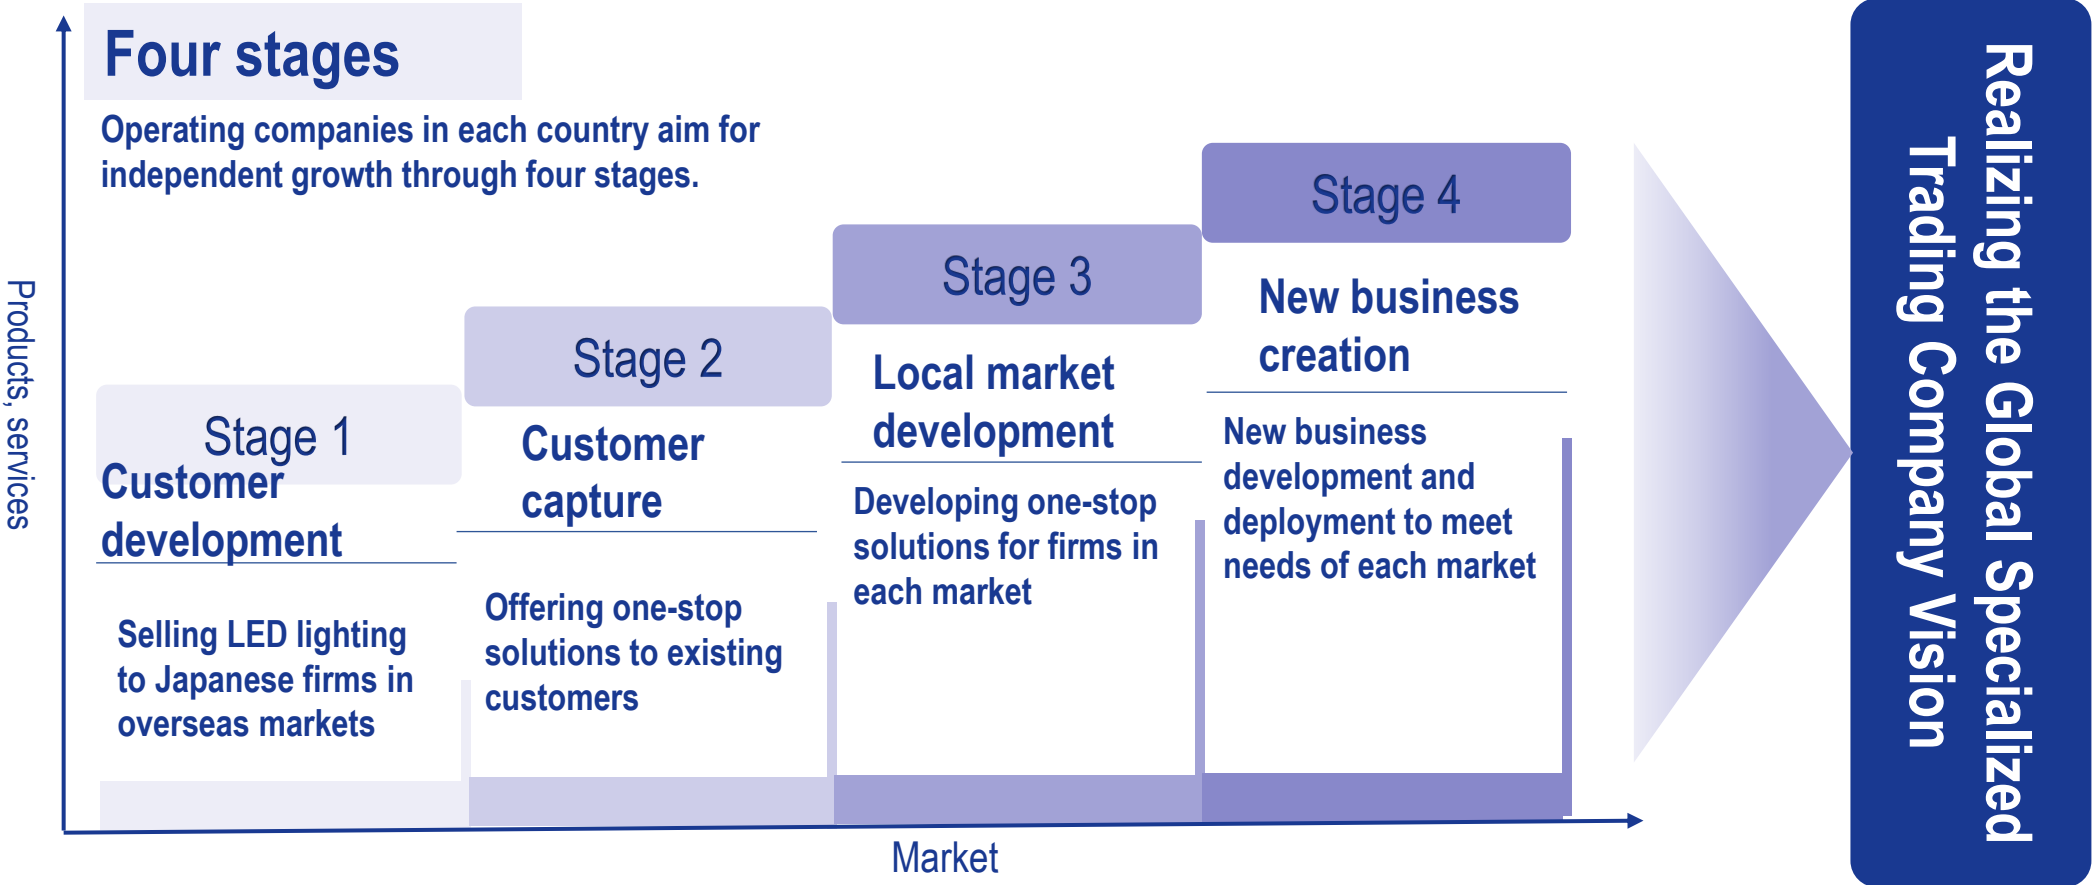 Four stages
Operating companies in each country aim for
independent growth through four stages.
Products, services
Stage 1
Customer
development
Selling LED lighting
to Japanese firms in
overseas markets
Stage 2
Customer
capture
Offering one-stop
solutions to existing
customers
Stage 3
Local market
development
Developing one-stop
solutions for firms in
each market
Stage 4
New business
creation
New business
development and
deployment to meet
needs of each market
Market
Realizing the Global Specialized
Trading Company Vision